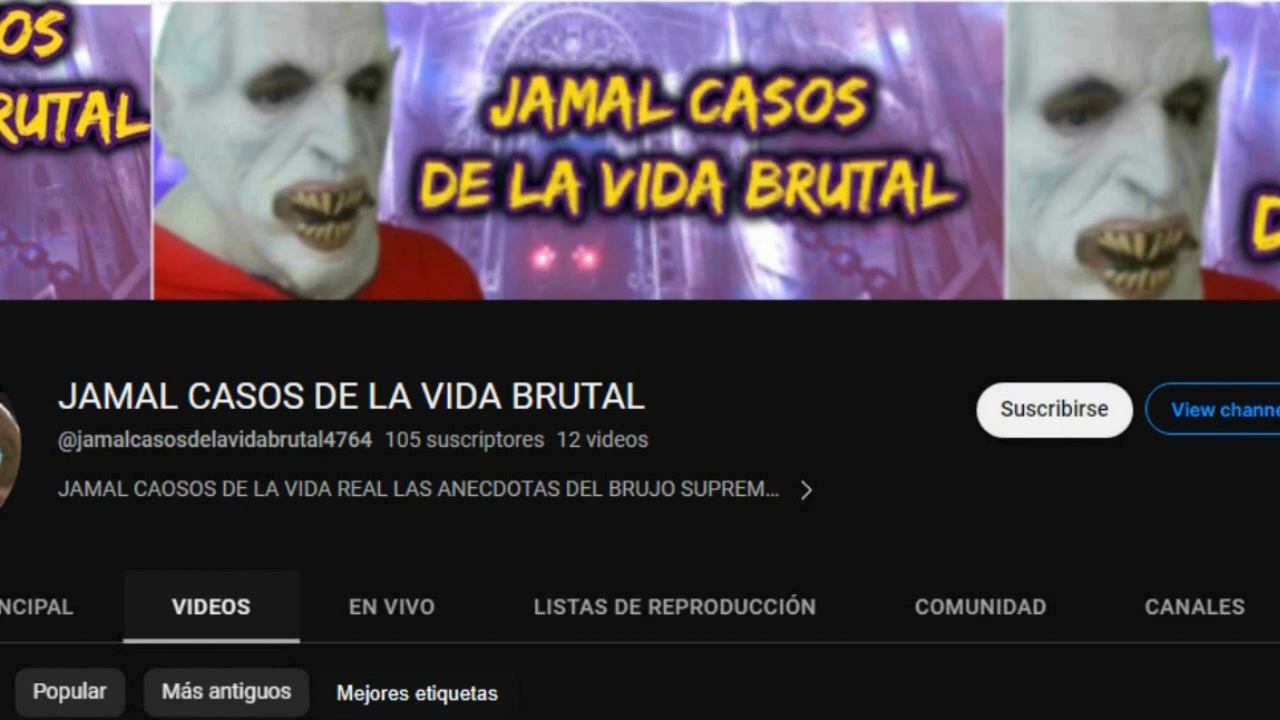 OS
RUTAL
JAMAL CASOS
DE LA VIDA BRUTAL
D
JAMAL CASOS DE LA VIDA BRUTAL
@jamalcasosdelavidabrutal4764 105 suscriptores 12 videos
JAMAL CAOSOS DE LA VIDA REAL LAS ANECDOTAS DEL BRUJO SUPREM...
Suscribirse
View channe
NCIPAL VIDEOS EN VIVO LISTAS DE REPRODUCCIÓN COMUNIDAD CANALES
Popular Más antiguos Mejores etiquetas